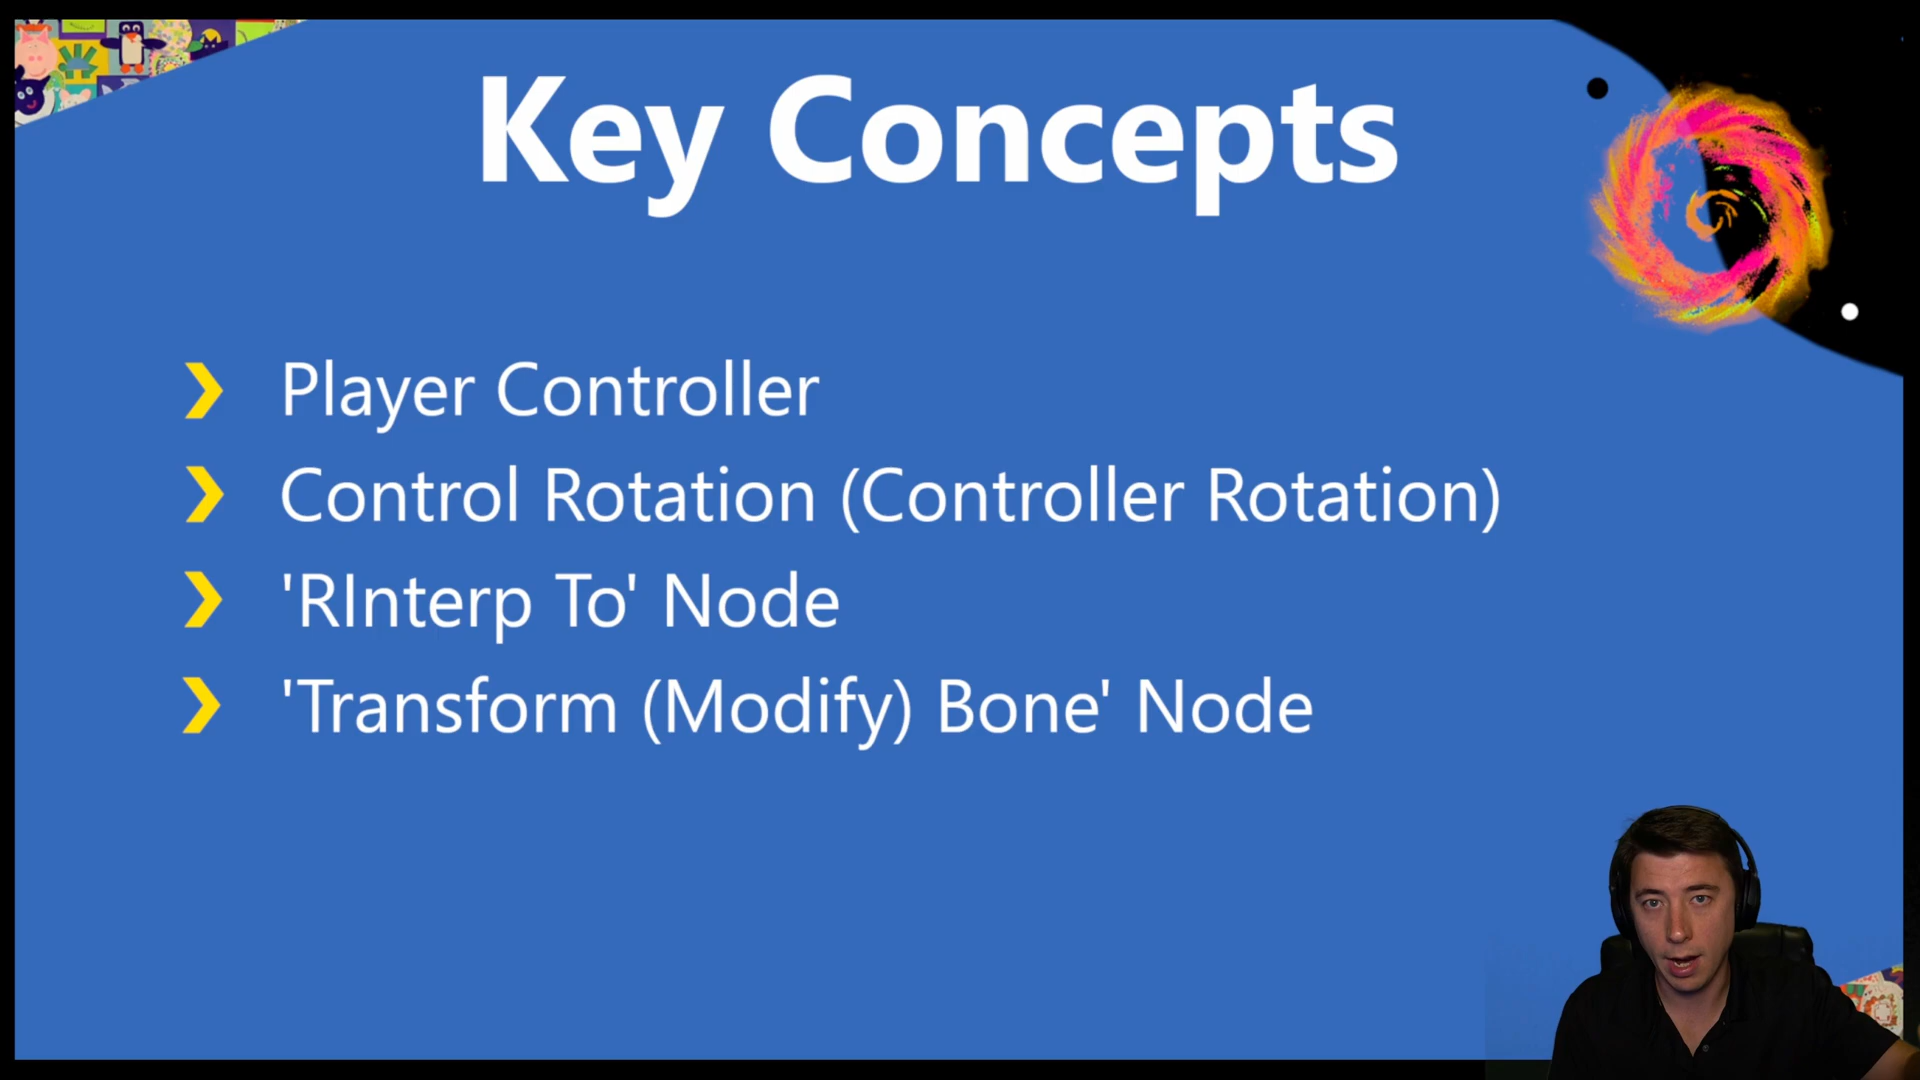 Key Concepts
Player Controller
Control Rotation (Controller Rotation)
'RInterp To' Node
'Transform (Modify) Bone' Node